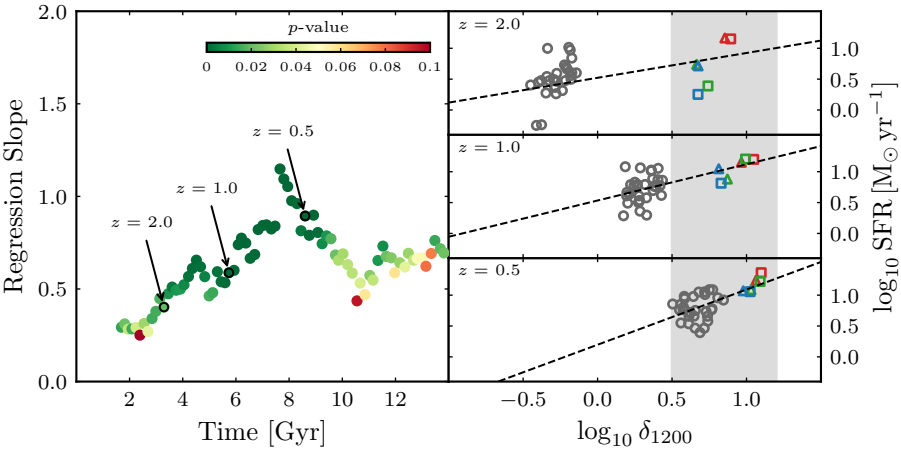 p-value
0 0.02 0.04 0.06 0.08 0.1
z = 0.5
z = 1.0
z = 2.0
Regression Slope
2.0
1.5
1.0
0.5
0.0
2 4 6 8 10 12
Time [Gyr]
z = 2.0
1.0
0.5
0.0
z = 1.0
1.0
0.5
0.0
z = 0.5
1.0
0.5
0.0
log₁₀ SFR [M⊙ yr⁻¹]
−0.5 0.0 0.5 1.0
log₁₀ δ₁₂₀₀